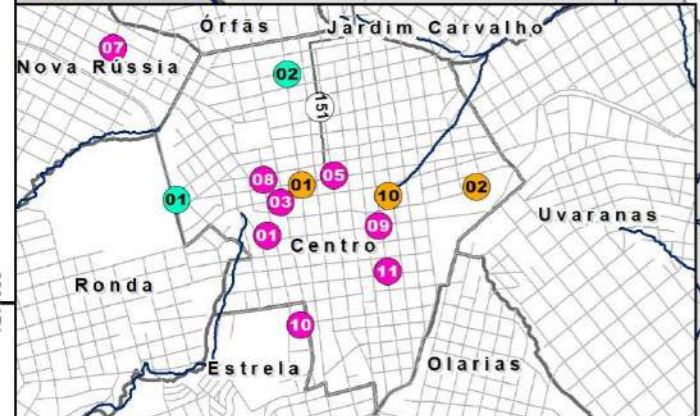 Órfãs
Jardim Carvalho
07
Nova Rússia
02
151
08
01
05
01
03
10
02
09
Uvaranas
01
Centro
11
Ronda
10
Estrela
Olarias